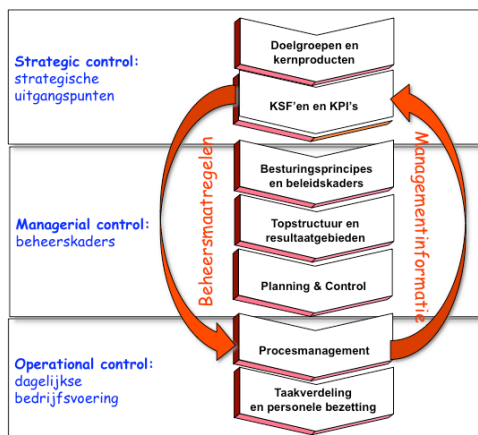 Strategic control:
strategische
uitgangspunten
Doelgroepen en
kernproducten
KSF'en en KPI's
Managerial control:
beheerskaders
Beheersmaatregelen
Besturingsprincipes
en beleidskaders
Topstructuur en
resultaatgebieden
Planning & Control
Managementinformatie
Operational control:
dagelijkse
bedrijfsvoering
Procesmanagement
Taakverdeling
en personele bezetting